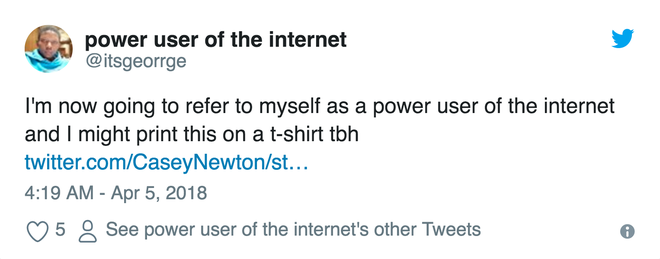 power user of the internet
@itsgeorrge
I'm now going to refer to myself as a power user of the internet
and I might print this on a t-shirt tbh
twitter.com/CaseyNewton/st…
4:19 AM - Apr 5, 2018
5 See power user of the internet's other Tweets